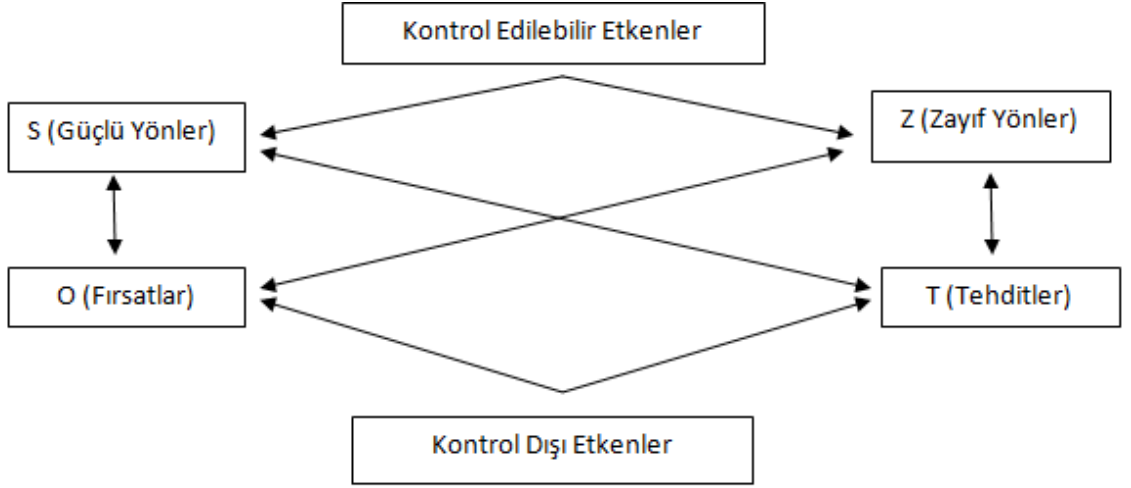 Kontrol Edilebilir Etkenler
S (Güçlü Yönler)
Z (Zayıf Yönler)
O (Fırsatlar)
T (Tehditler)
Kontrol Dışı Etkenler